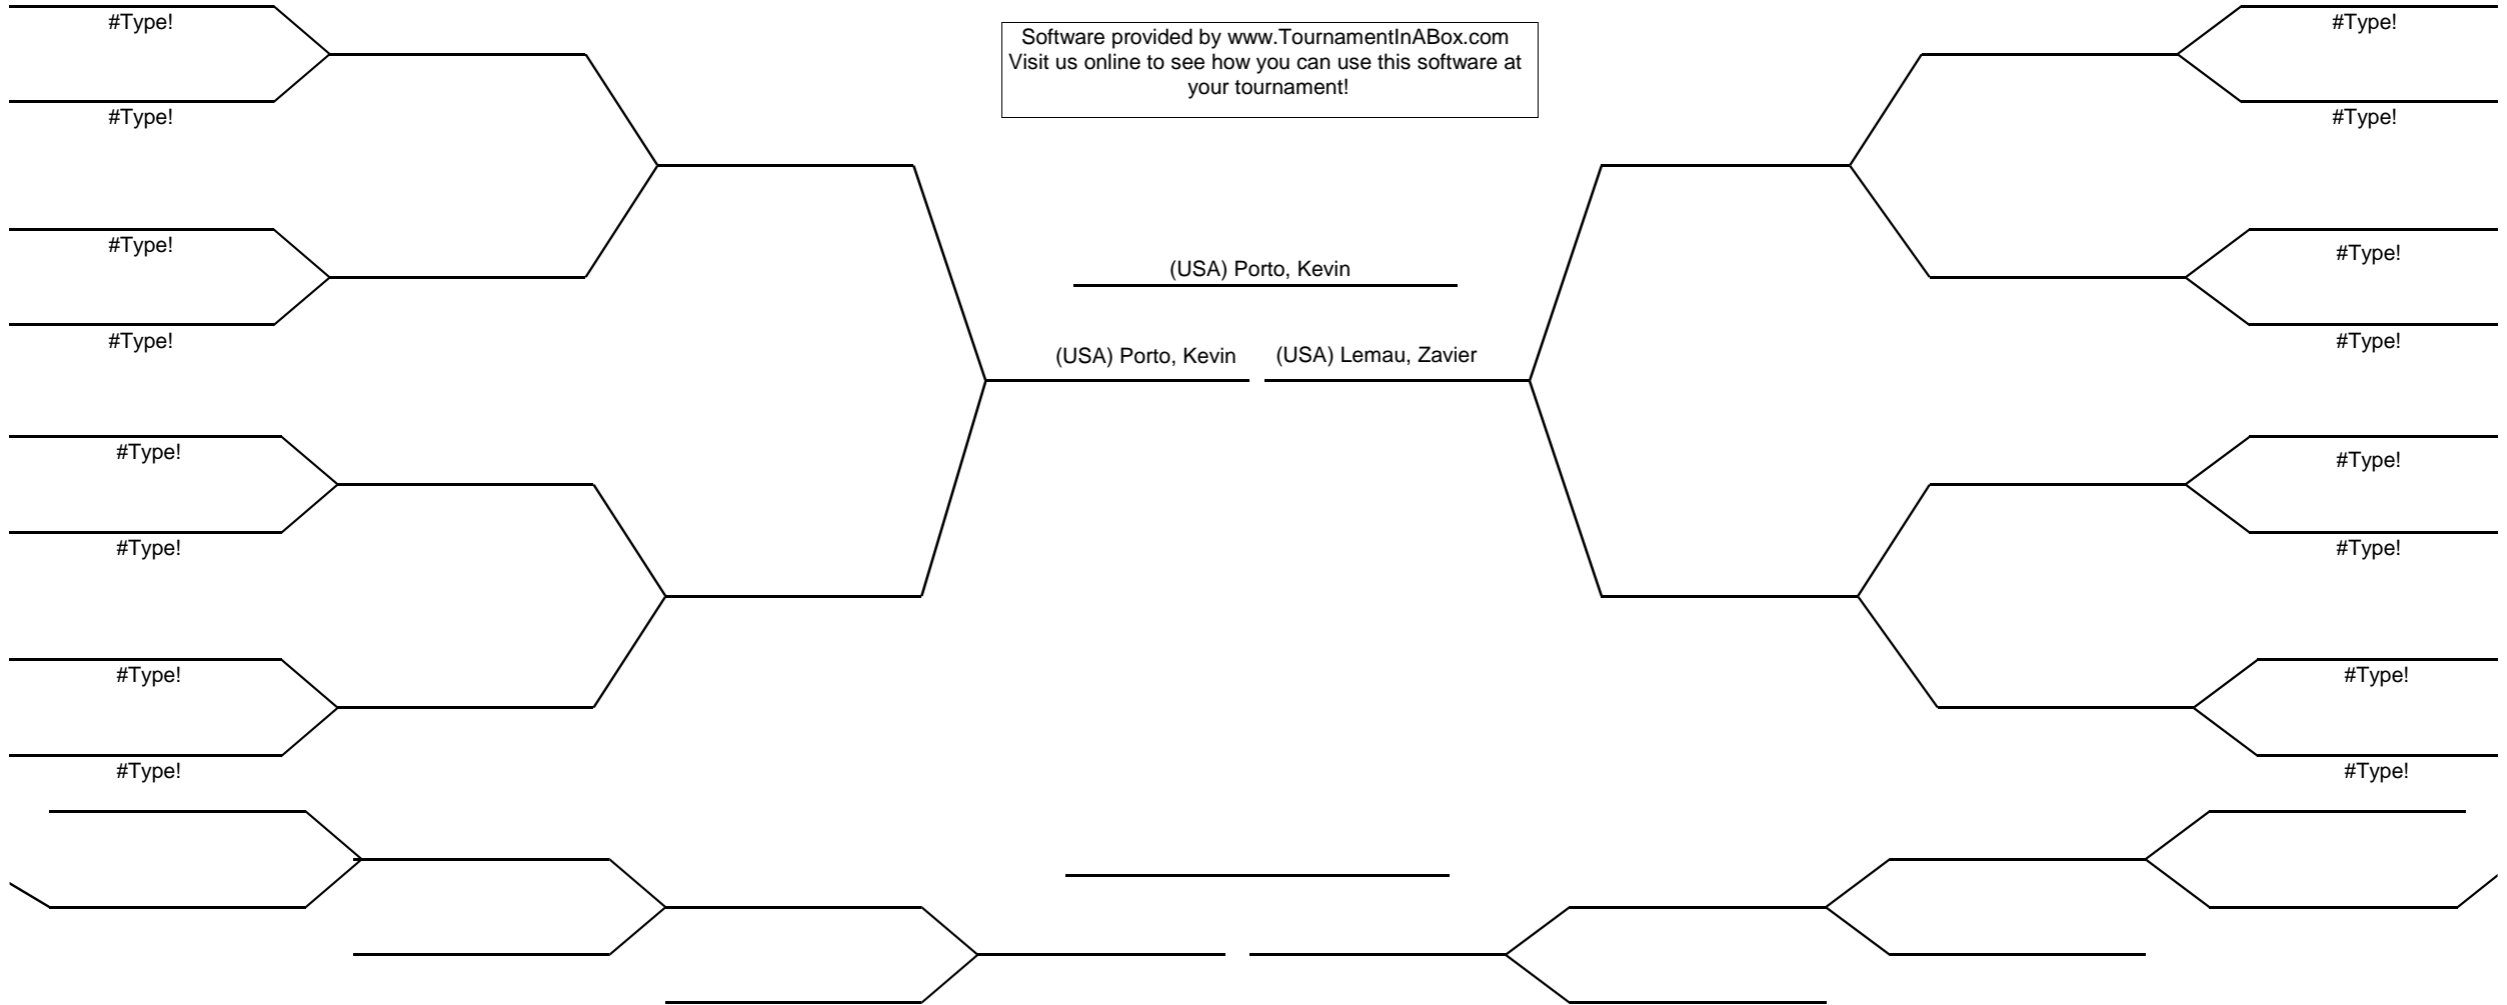 #Type!
#Type!
Software provided by www.TournamentInABox.com
Visit us online to see how you can use this software at
your tournament!
#Type!
#Type!
#Type!
#Type!
(USA) Porto, Kevin
#Type!
#Type!
(USA) Porto, Kevin
(USA) Lemau, Zavier
#Type!
#Type!
#Type!
#Type!
#Type!
#Type!
#Type!
#Type!